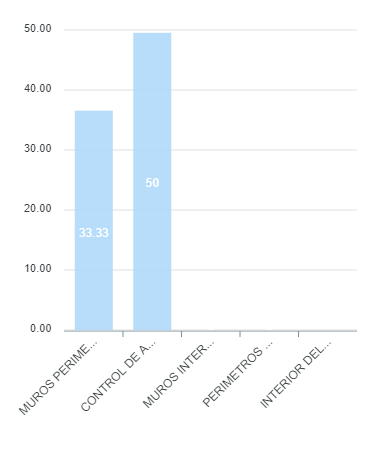 50.00
40.00
30.00
20.00
10.00
0.00
33.33
50
MUROS PERIME...
CONTROL DE A...
MUROS INTER...
PERIMETROS ...
INTERIOR DEL...